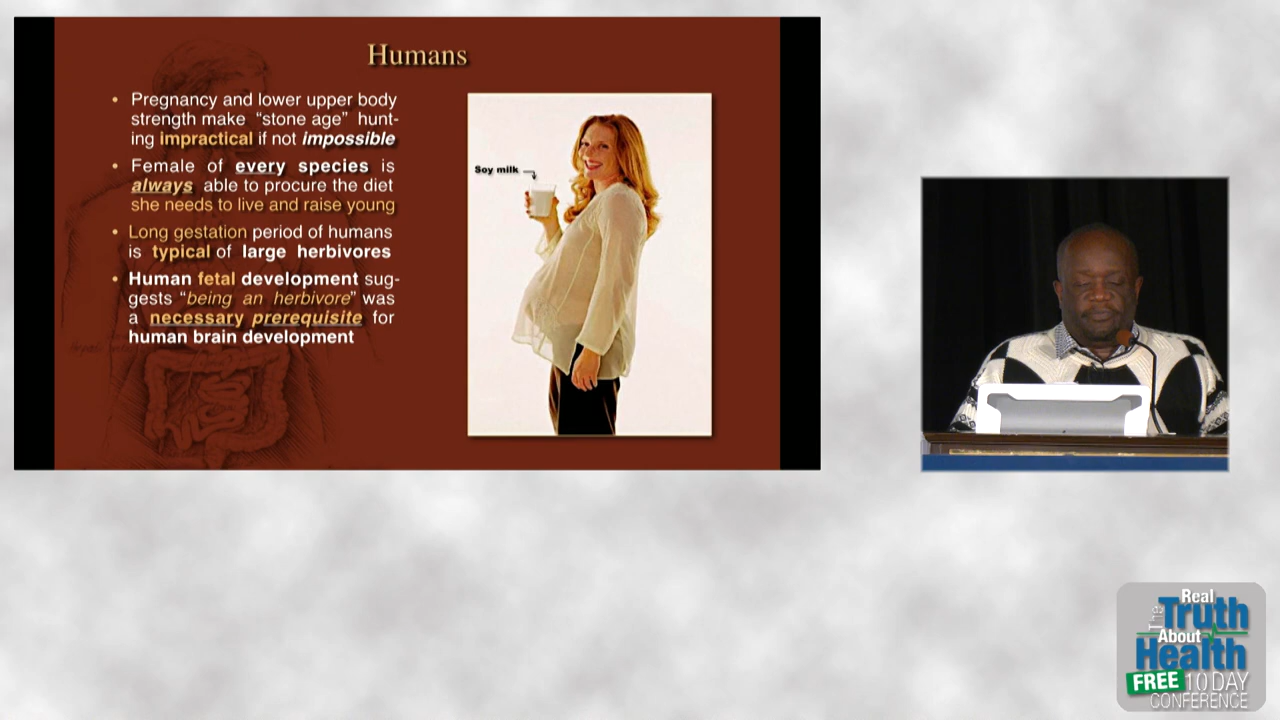 Humans
• Pregnancy and lower upper body
strength make “stone age” hunt-
ing impractical if not impossible
• Female of every species is
always able to procure the diet
she needs to live and raise young
• Long gestation period of humans
is typical of large herbivores
• Human fetal development sug-
gests “being an herbivore” was
a necessary prerequisite for
human brain development
Soy milk
The Real
Truth
About
Health
FREE 10 DAY
CONFERENCE